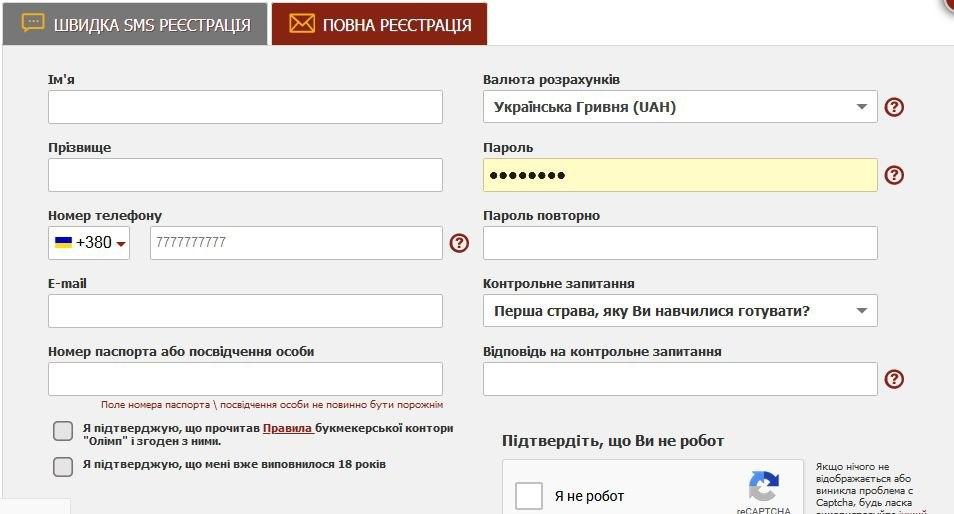 ШВИДКА SMS РЕЄСТРАЦІЯ
ПОВНА РЕЄСТРАЦІЯ
Ім'я
Прізвище
Номер телефону
+380
7777777777
?
E-mail
Номер паспорта або посвідчення особи
Поле номера паспорта \ посвідчення особи не повинно бути порожнім
Я підтверджую, що прочитав Правила букмекерської контори
"Олімп" і згоден з ними.
Я підтверджую, що мені вже виповнилося 18 років
Валюта розрахунків
Українська Гривня (UAH)
?
Пароль
●●●●●●●●
?
Пароль повторно
Контрольне запитання
Перша страва, яку Ви навчилися готувати?
Відповідь на контрольне запитання
?
Підтвердіть, що Ви не робот
Я не робот
reCAPTCHA
Якщо нічого не
відображається або
виникла проблема с
Captcha, будь ласка